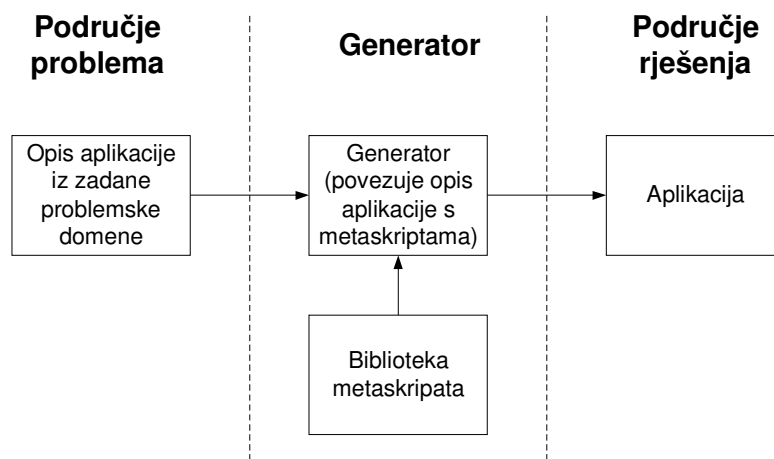 Područje
problema
Generator
Područje
rješenja
Opis aplikacije
iz zadane
problemske
domene
Generator
(povezuje opis
aplikacije s
metaskriptama)
Aplikacija
Biblioteka
metaskripata